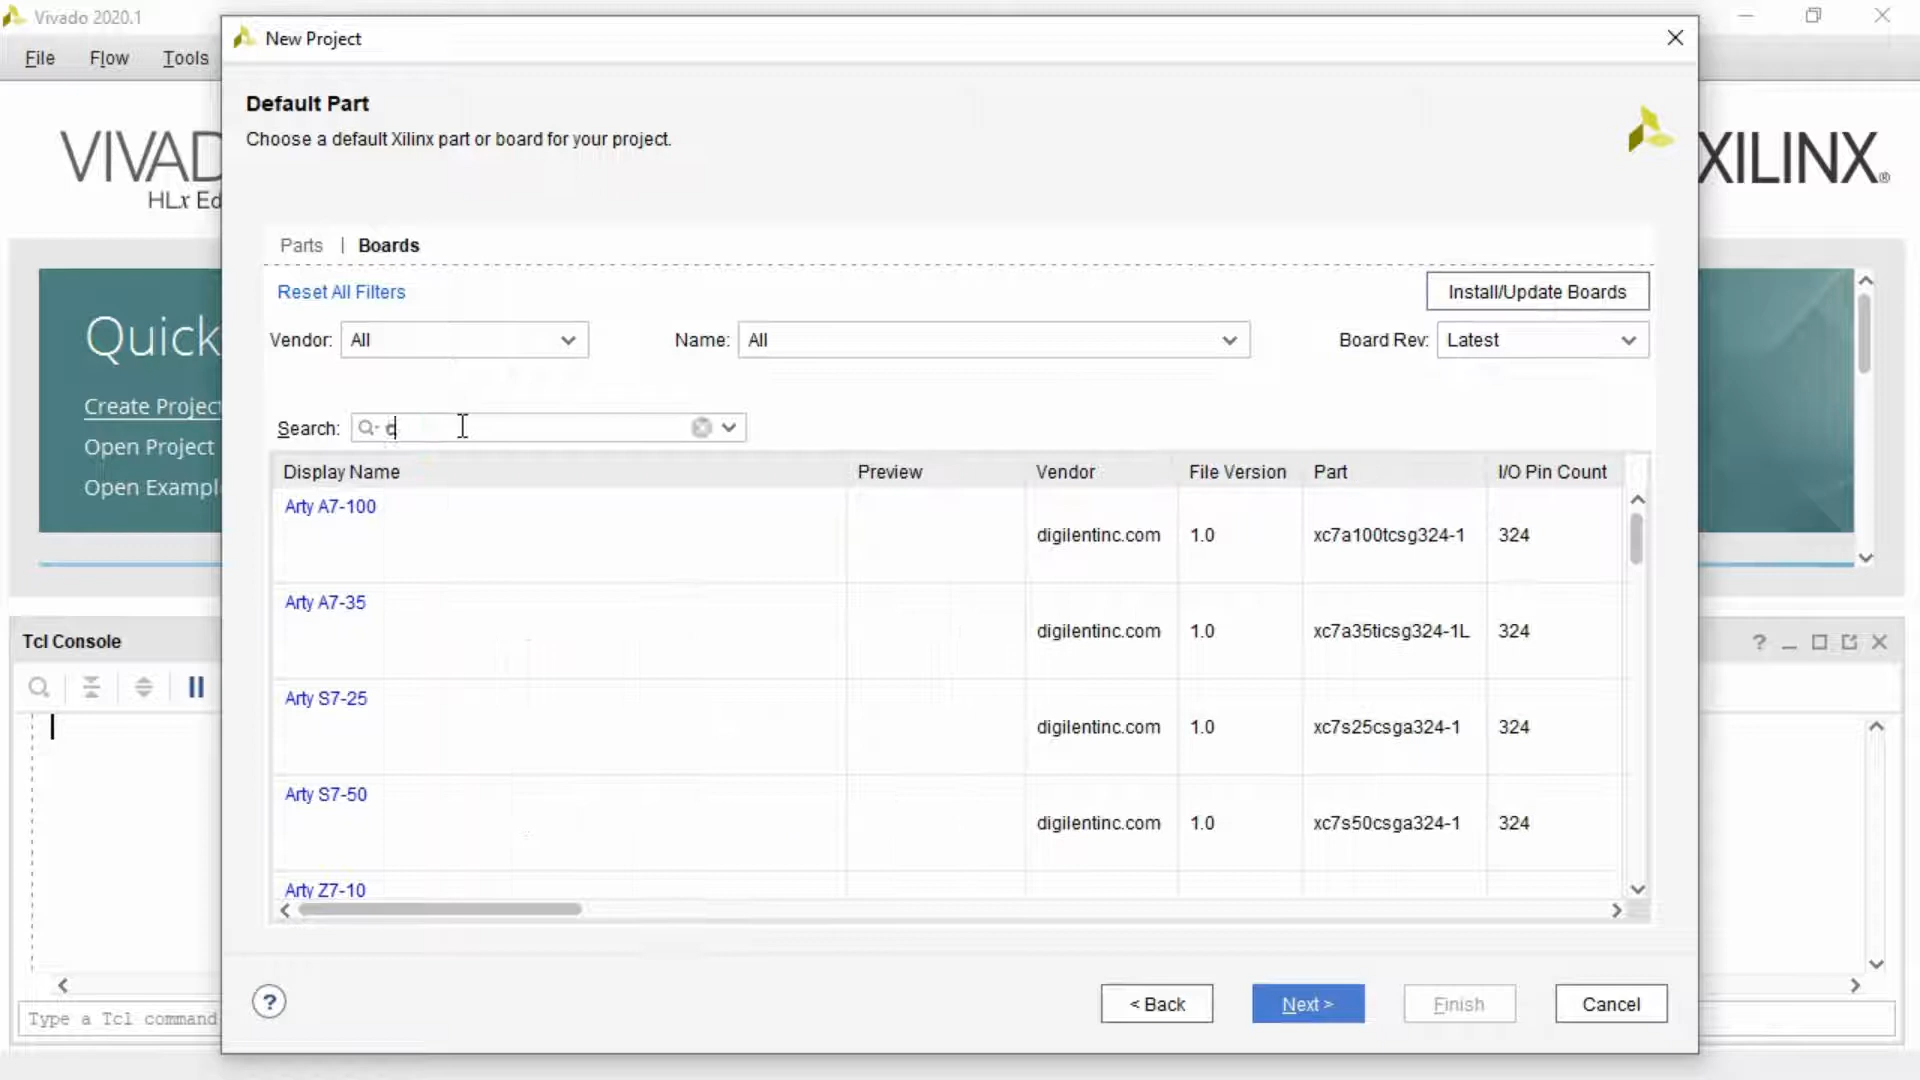 Vivado 2020.1
File Flow Tools
New Project
Default Part
Choose a default Xilinx part or board for your project.
VIVAD
HLx Ed
XILINX®
Parts | Boards
Reset All Filters
Install/Update Boards
Vendor: All
Name: All
Board Rev: Latest
Quick
Create Project
Open Project
Open Exampl
Search: c
Display Name Preview Vendor File Version Part I/O Pin Count
Arty A7-100 digilentinc.com 1.0 xc7a100tcsg324-1 324
Arty A7-35 digilentinc.com 1.0 xc7a35ticsg324-1L 324
Arty S7-25 digilentinc.com 1.0 xc7s25csga324-1 324
Arty S7-50 digilentinc.com 1.0 xc7s50csga324-1 324
Arty Z7-10
Tcl Console
Type a Tcl command
? < Back Next > Finish Cancel